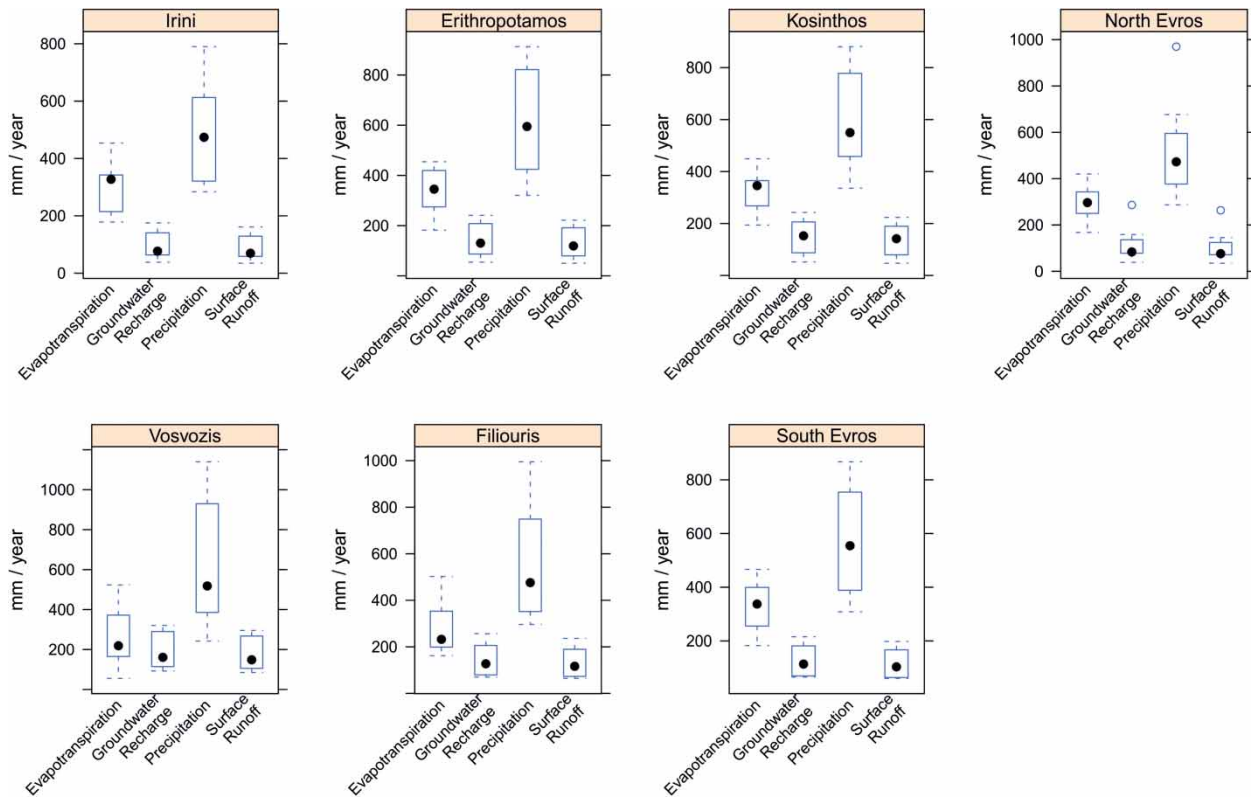 Irini
mm / year
800
600
400
200
0
Evapotranspiration
Groundwater
Recharge
Precipitation
Surface
Runoff
Erithropotamos
mm / year
800
600
400
200
Evapotranspiration
Groundwater
Recharge
Precipitation
Surface
Runoff
Kosinthos
mm / year
800
600
400
200
Evapotranspiration
Groundwater
Recharge
Precipitation
Surface
Runoff
North Evros
mm / year
1000
800
600
400
200
0
Evapotranspiration
Groundwater
Recharge
Precipitation
Surface
Runoff
Vosvozis
mm / year
1000
800
600
400
200
Evapotranspiration
Groundwater
Recharge
Precipitation
Surface
Runoff
Filiouris
mm / year
1000
800
600
400
200
Evapotranspiration
Groundwater
Recharge
Precipitation
Surface
Runoff
South Evros
mm / year
800
600
400
200
Evapotranspiration
Groundwater
Recharge
Precipitation
Surface
Runoff